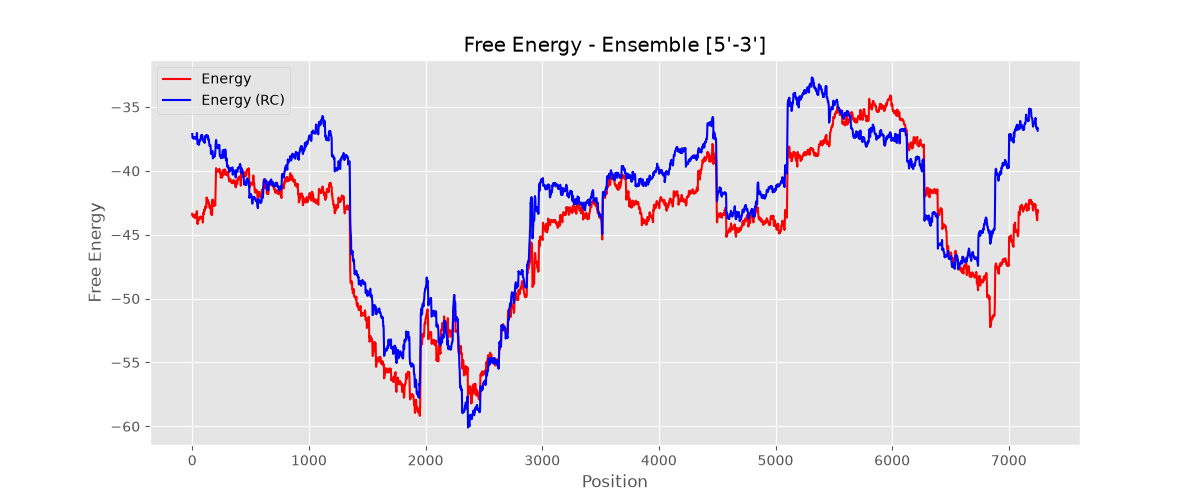 Free Energy - Ensemble [5'-3']
Energy
Energy (RC)
−35
−40
−45
−50
−55
−60
Free Energy
0 1000 2000 3000 4000 5000 6000 7000
Position